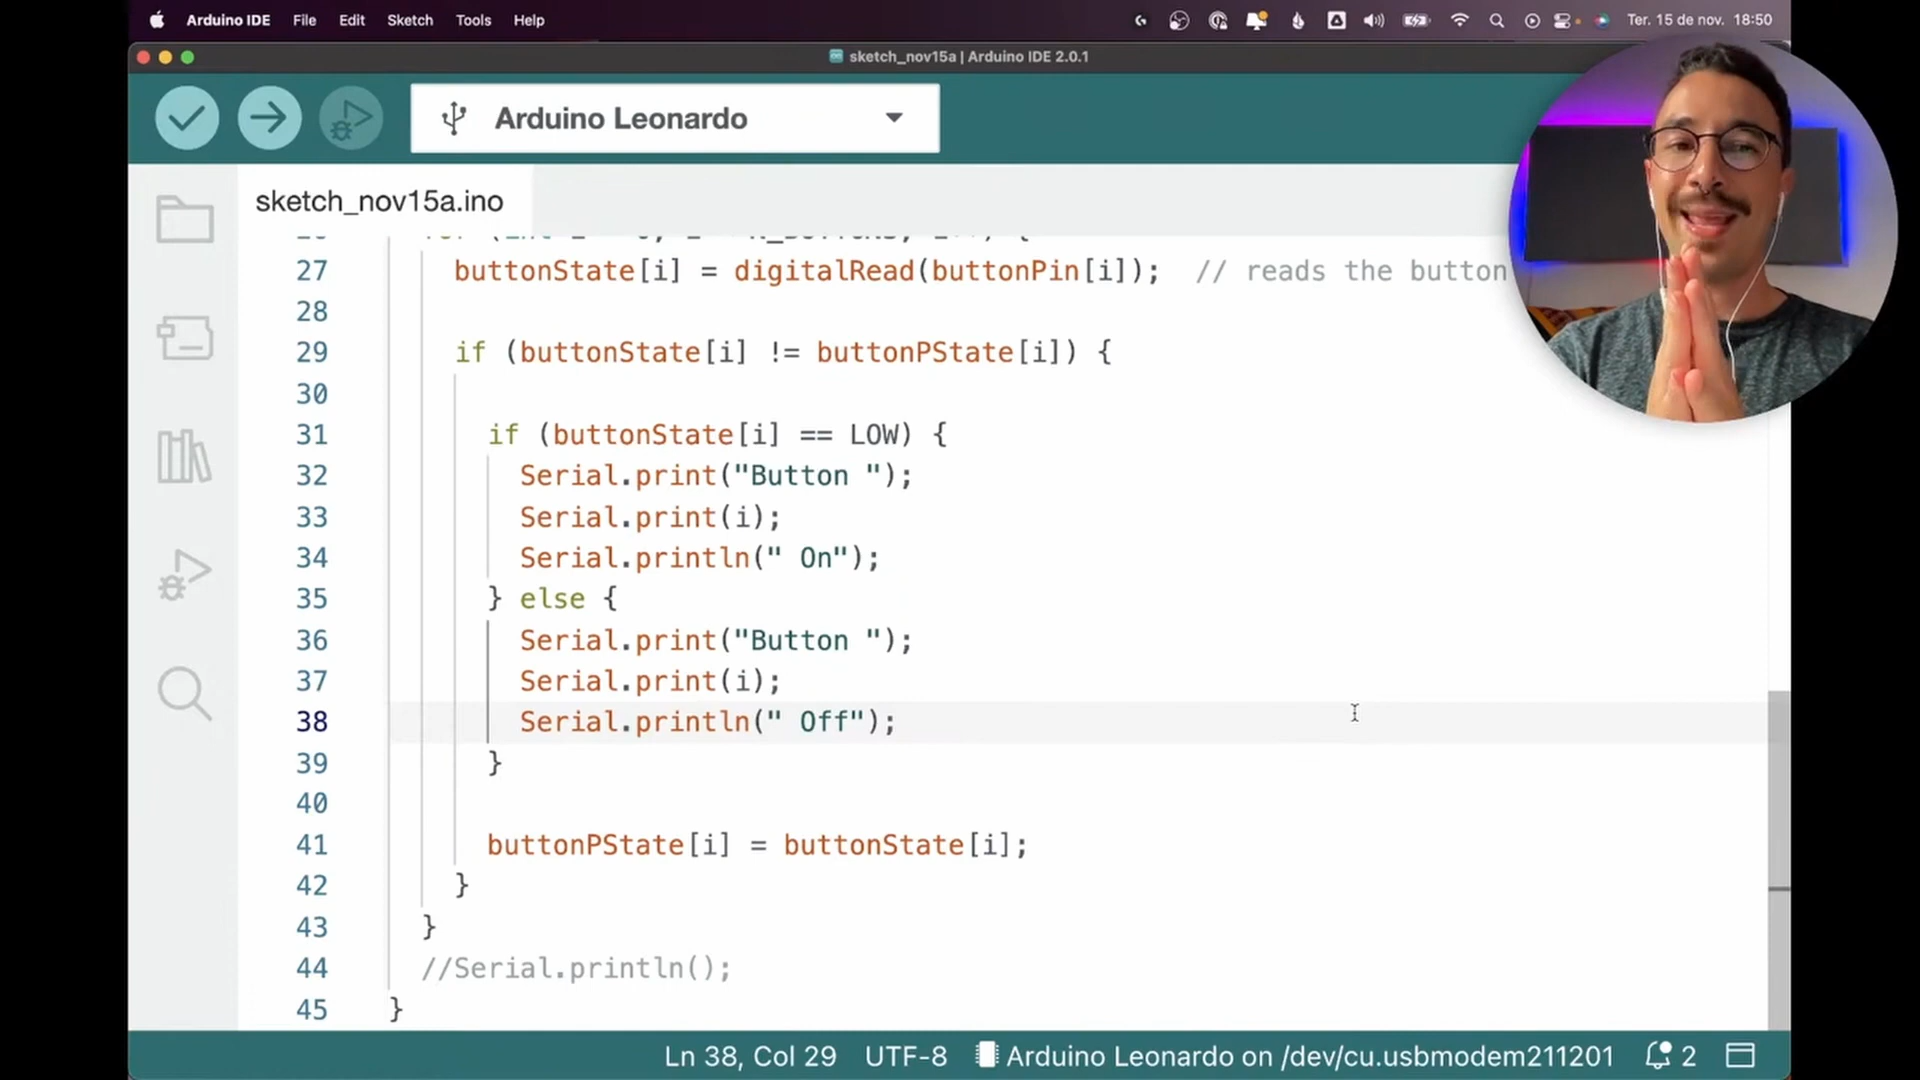 Arduino IDE File Edit Sketch Tools Help Ter. 15 de nov. 18:50
sketch_nov15a | Arduino IDE 2.0.1
Arduino Leonardo
sketch_nov15a.ino
27 buttonState[i] = digitalRead(buttonPin[i]); // reads the button
28
29 if (buttonState[i] != buttonPState[i]) {
30
31 if (buttonState[i] == LOW) {
32 Serial.print("Button ");
33 Serial.print(i);
34 Serial.println(" On");
35 } else {
36 Serial.print("Button ");
37 Serial.print(i);
38 Serial.println(" Off");
39 }
40
41 buttonPState[i] = buttonState[i];
42 }
43 }
44 //Serial.println();
45 }
Ln 38, Col 29 UTF-8 Arduino Leonardo on /dev/cu.usbmodem211201 2